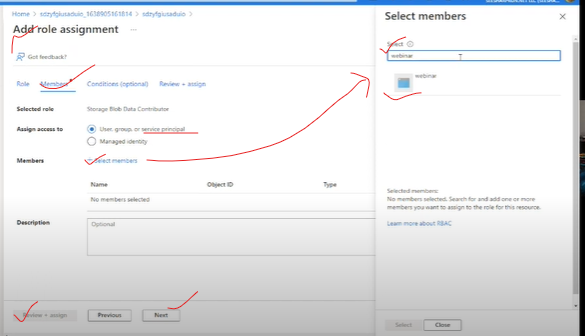 Home > sdzyfgiusaduio_1638905161814 > sdzyfgiusaduio >
Add role assignment ...
Got feedback?
Role Members * Conditions (optional) Review + assign
Selected role Storage Blob Data Contributor
Assign access to User, group, or service principal
Managed identity
Members + Select members
Name Object ID Type
No members selected
Description Optional
Review + assign Previous Next
Select members
Select
webinar
webinar
Selected members:
No members selected. Search for and add one or more
members you want to assign to the role for this resource.
Learn more about RBAC
Select Close